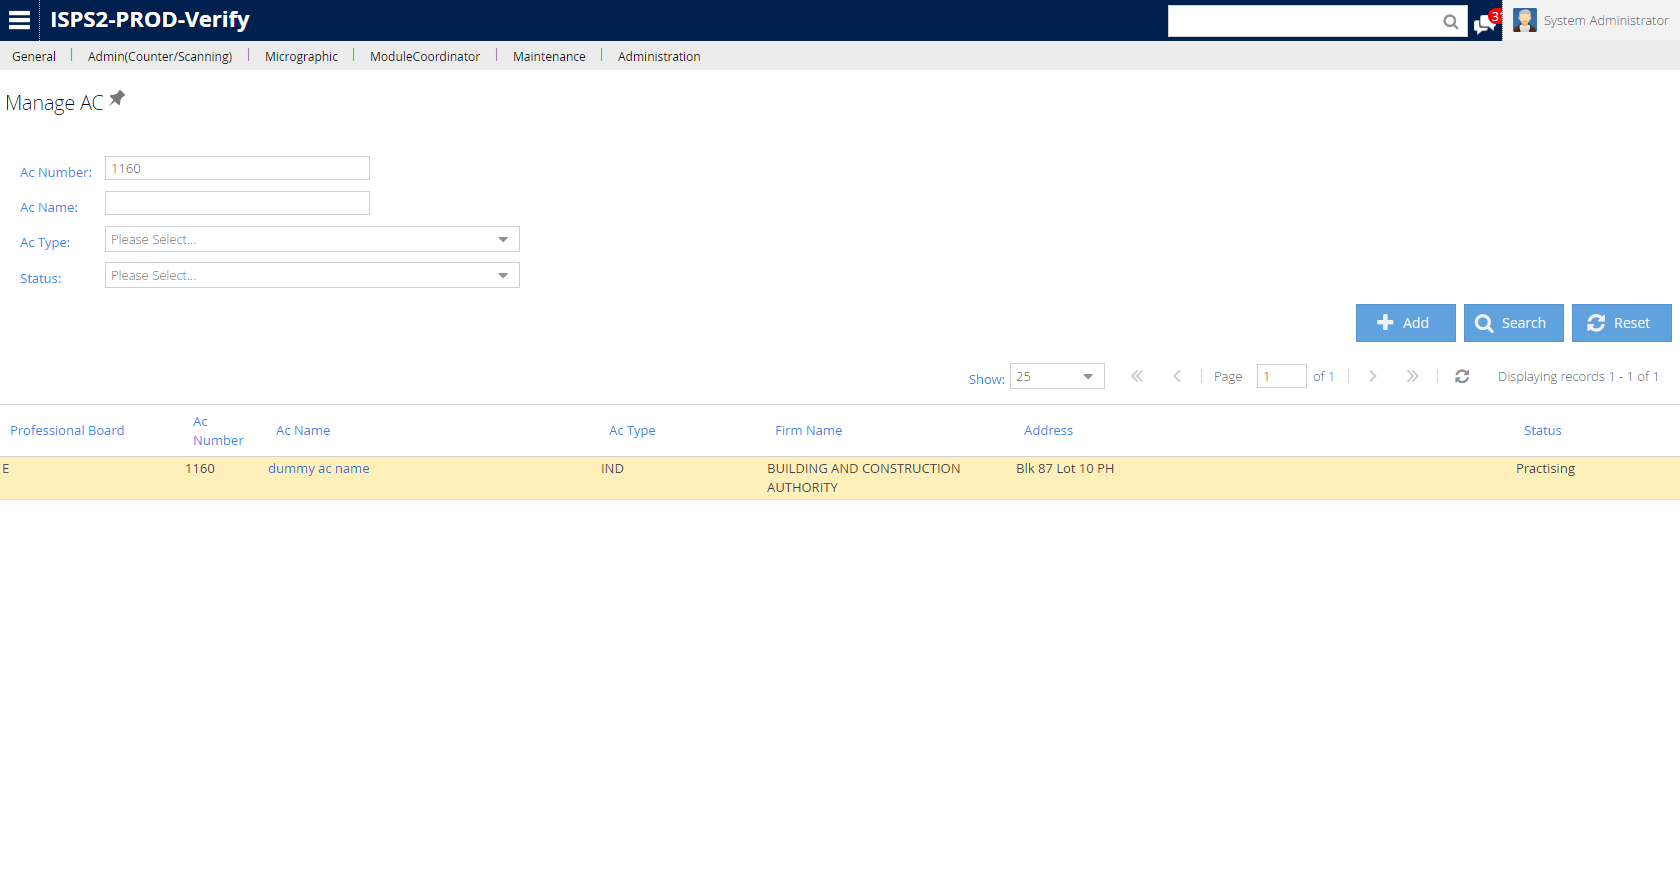 ISPS2-PROD-Verify
System Administrator
General Admin(Counter/Scanning) Micrographic ModuleCoordinator Maintenance Administration
Manage AC
Ac Number: 1160
Ac Name:
Ac Type: Please Select...
Status: Please Select...
Add Search Reset
Show: 25 Page 1 of 1 Displaying records 1 - 1 of 1
Professional Board Ac Number Ac Name Ac Type Firm Name Address Status
E 1160 dummy ac name IND BUILDING AND CONSTRUCTION AUTHORITY Blk 87 Lot 10 PH Practising